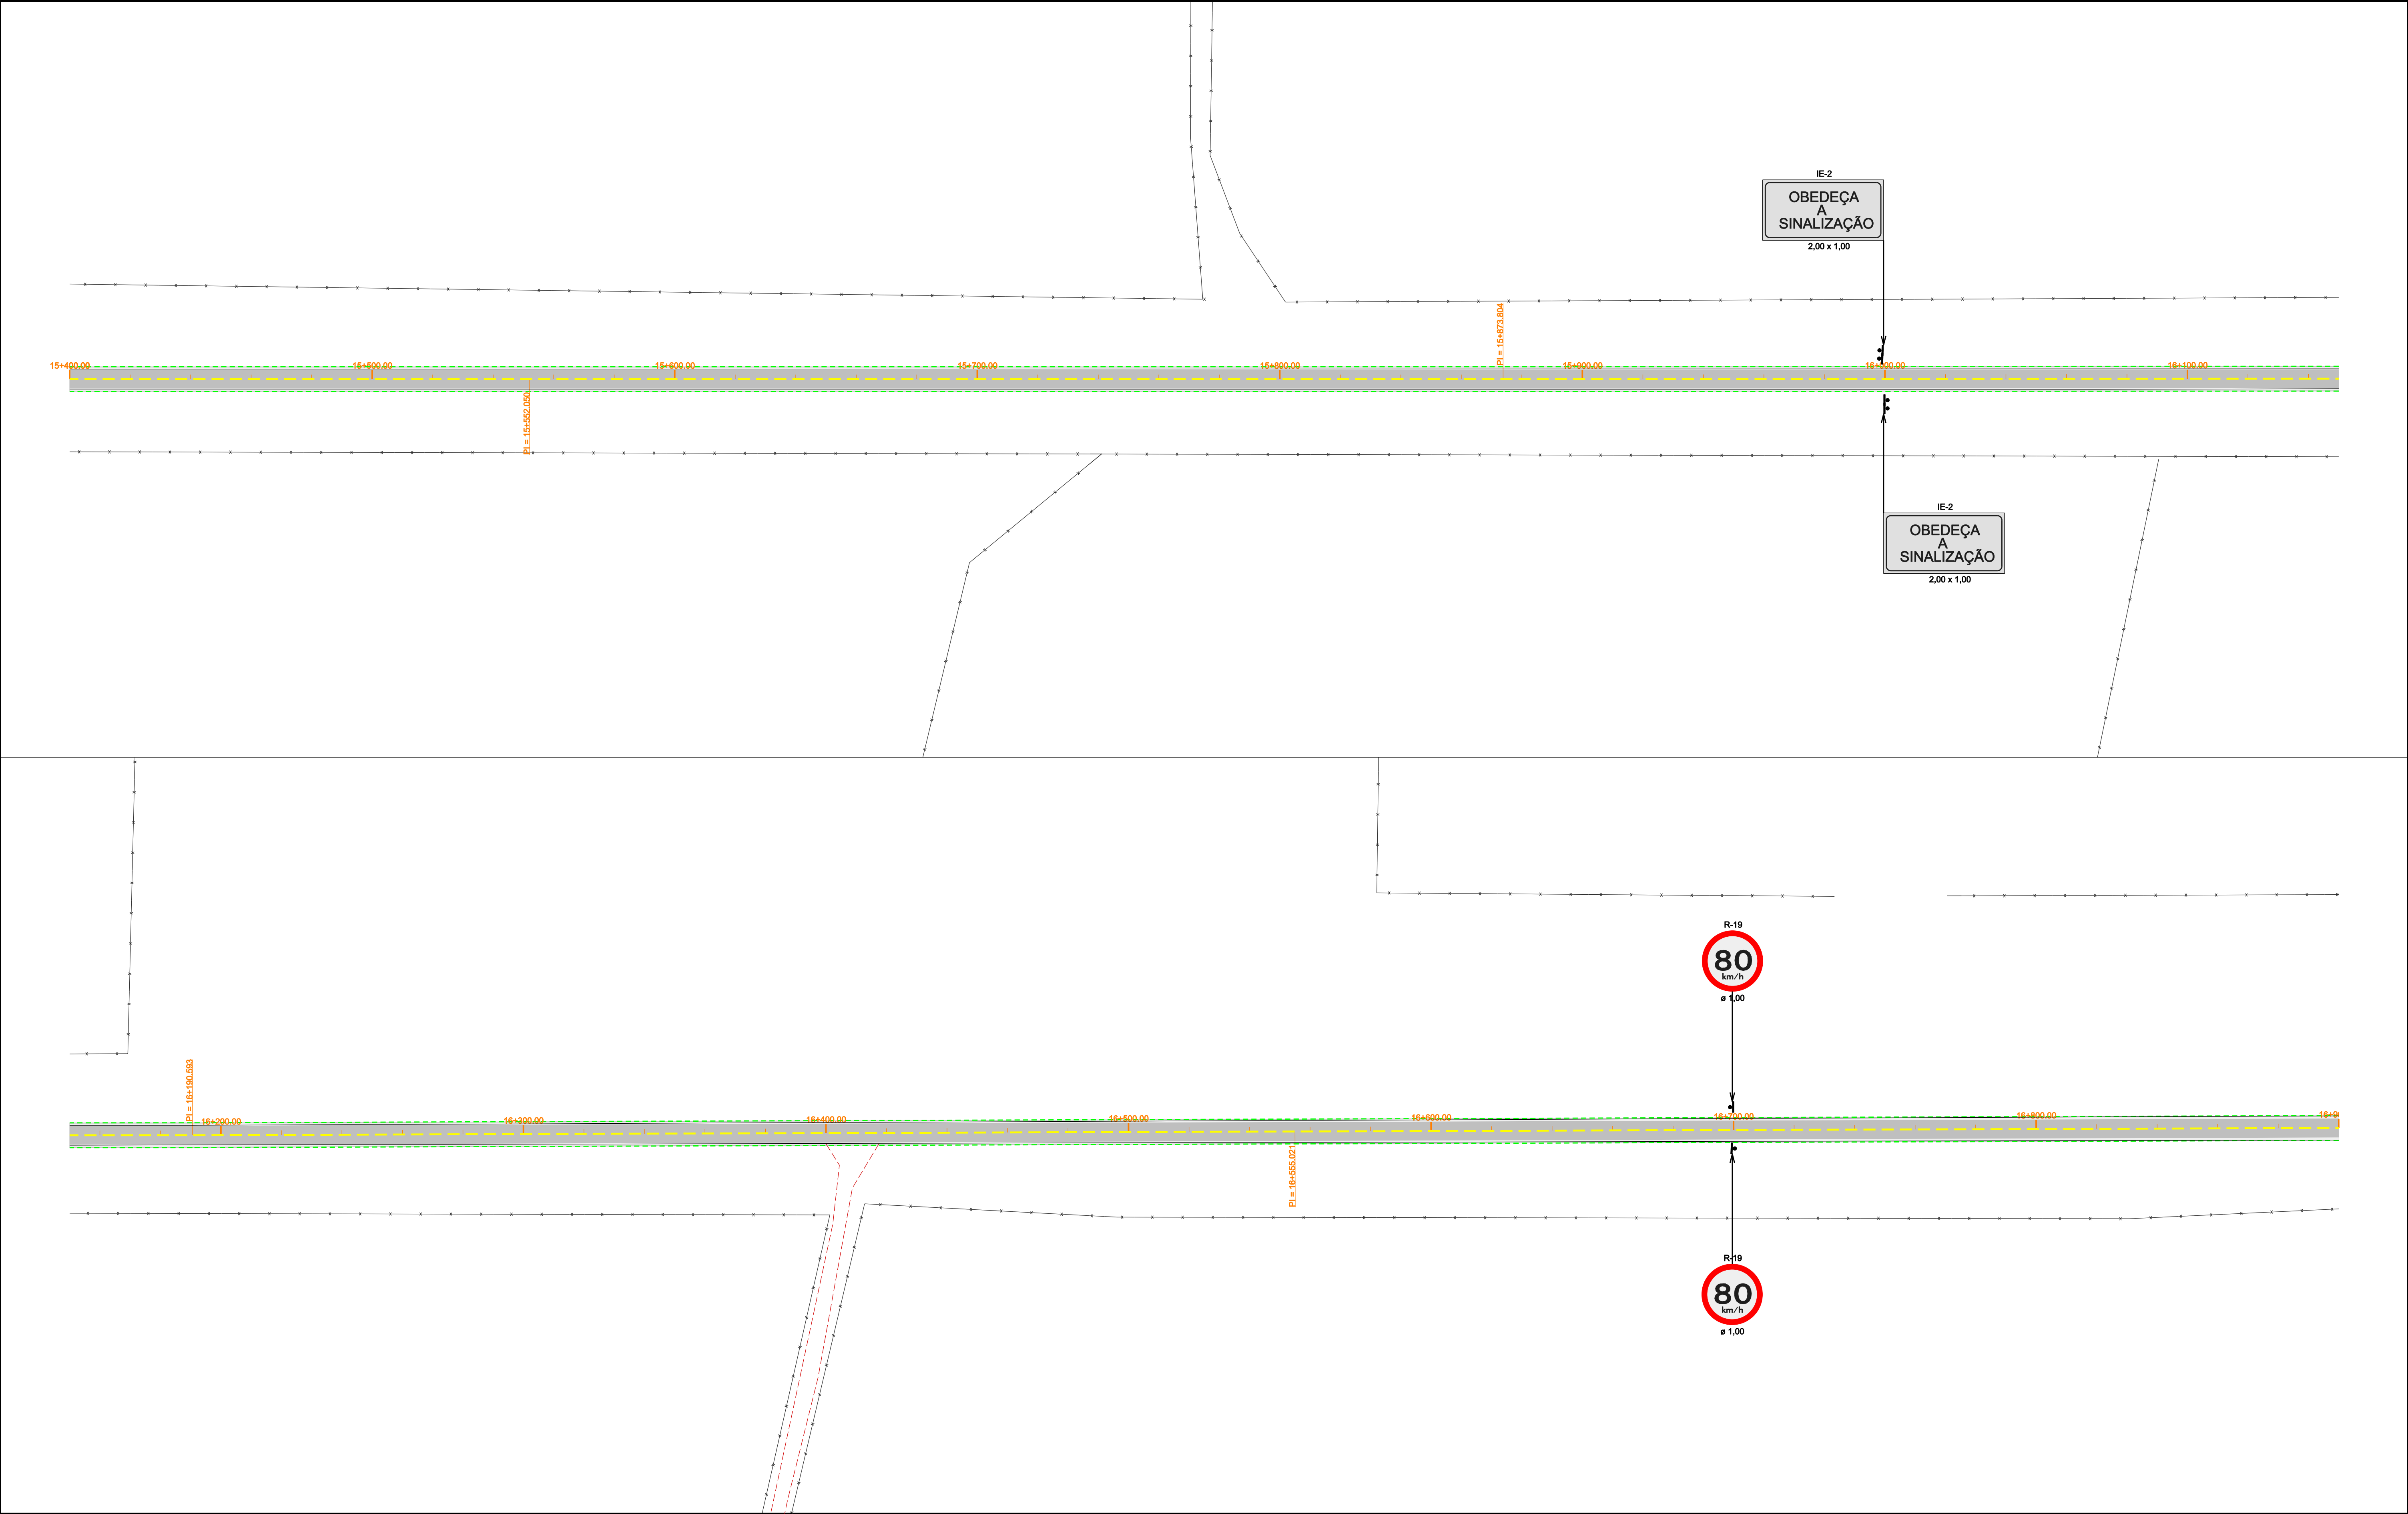 IE-2
OBEDEÇA
A
SINALIZAÇÃO
2,00 x 1,00
PI = 15+873.804
15+400.00
15+500.00
15+600.00
15+700.00
15+800.00
15+900.00
16+000.00
16+100.00
PI = 15+552.050
IE-2
OBEDEÇA
A
SINALIZAÇÃO
2,00 x 1,00
R-19
80
km/h
ø 1,00
PI = 16+190.593
16+200.00
16+300.00
16+400.00
16+500.00
16+600.00
16+700.00
16+800.00
16+9
PI = 16+555.021
R-19
80
km/h
ø 1,00